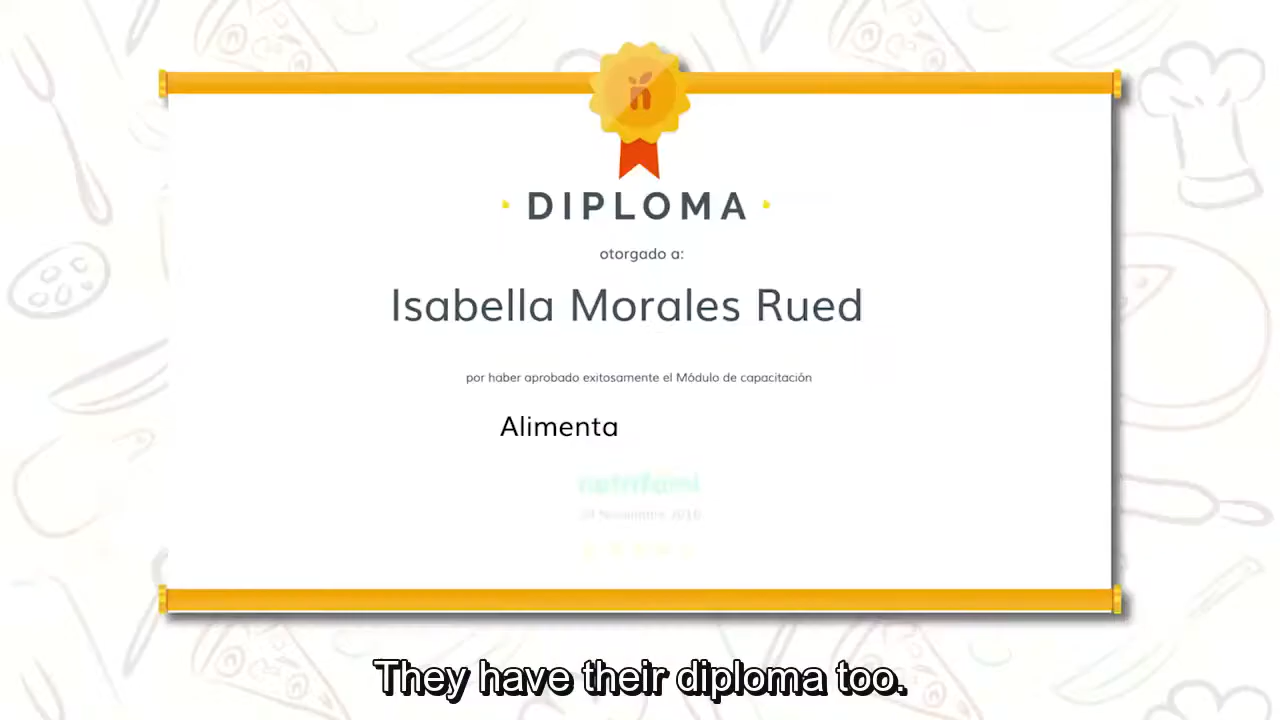 DIPLOMA
otorgado a:
Isabella Morales Rued
por haber aprobado exitosamente el Módulo de capacitación
Alimenta
nutrifami
They have their diploma too.